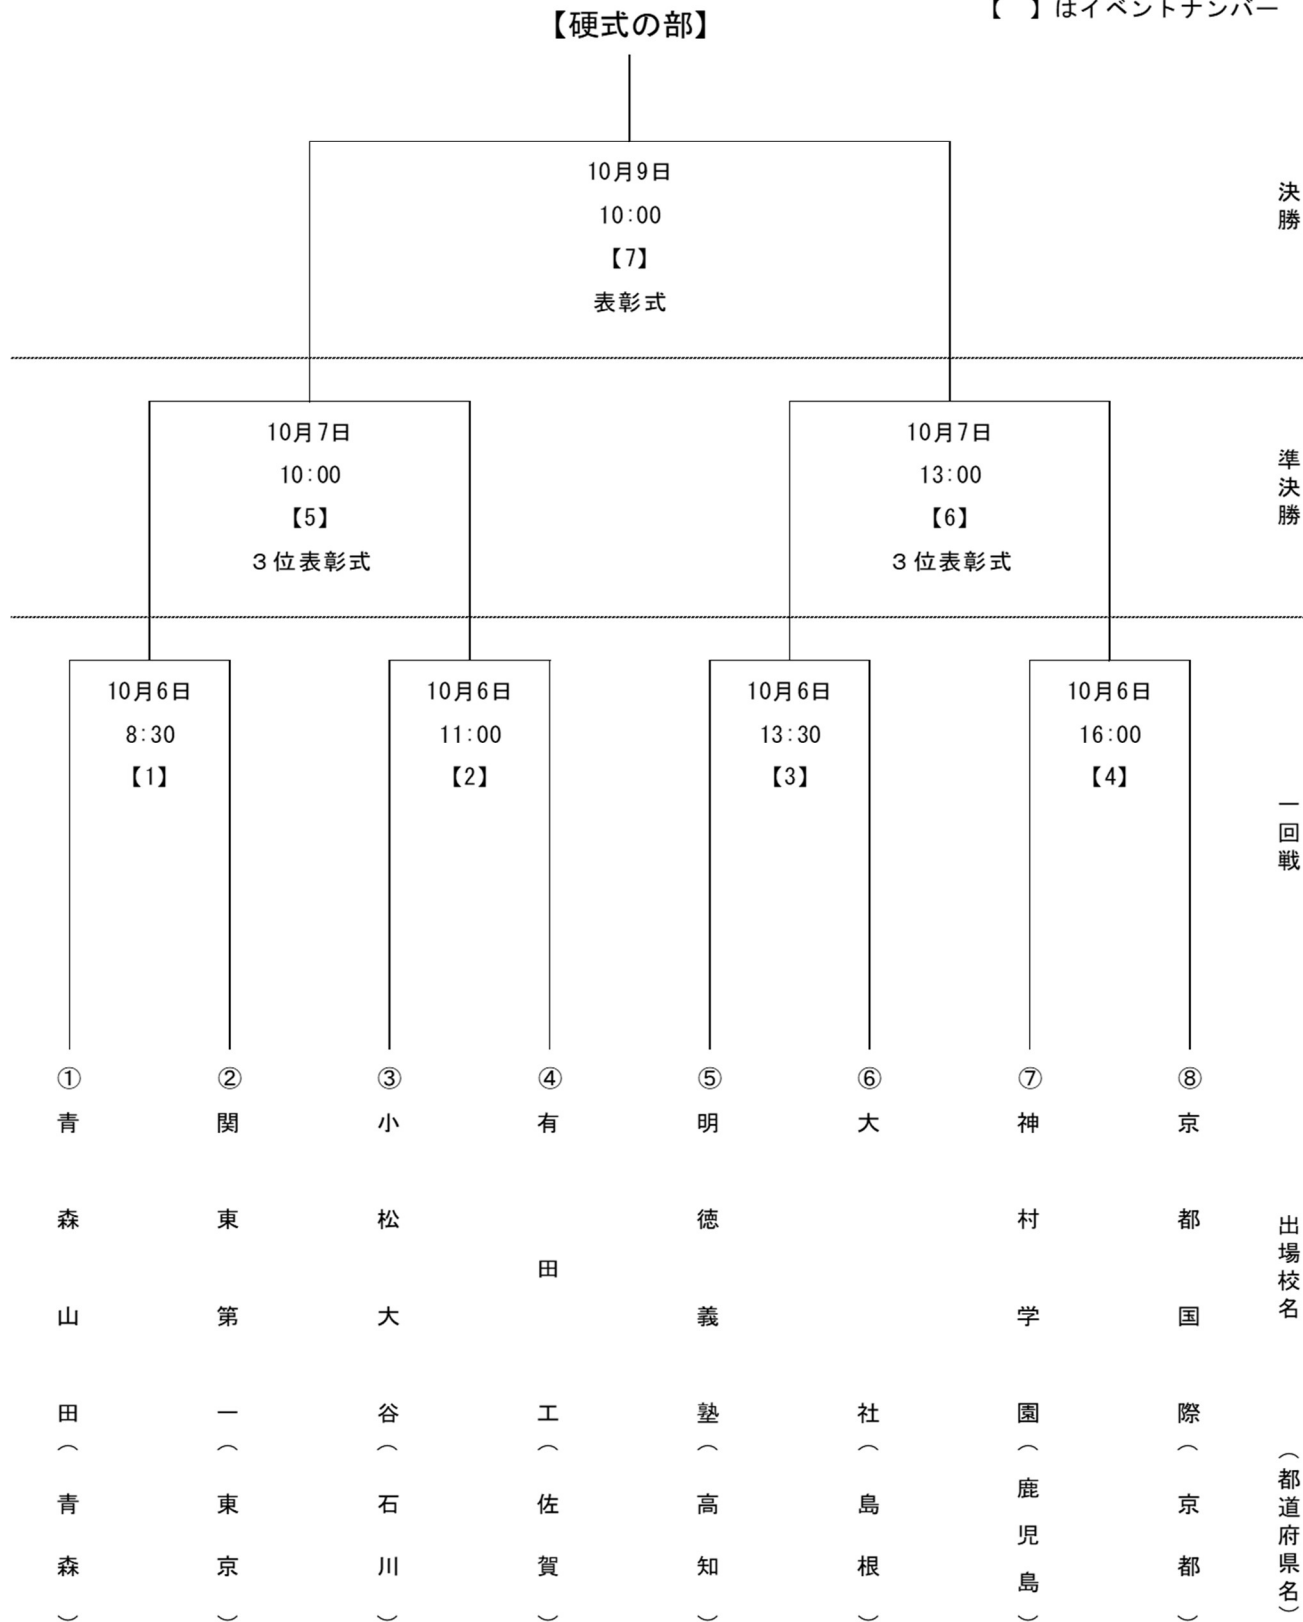 【 】はイベントナンバー
【硬式の部】
10月9日
10:00
【7】
表彰式
決勝
10月7日
10:00
【5】
3位表彰式
10月7日
13:00
【6】
3位表彰式
準決勝
10月6日
8:30
【1】
10月6日
11:00
【2】
10月6日
13:30
【3】
10月6日
16:00
【4】
一回戦
①青森山田(青森)
②関東第一(東京)
③小松大谷(石川)
④有田工(佐賀)
⑤明徳義塾(高知)
⑥大社(島根)
⑦神村学園(鹿児島)
⑧京都国際(京都)
出場校名(都道府県名)